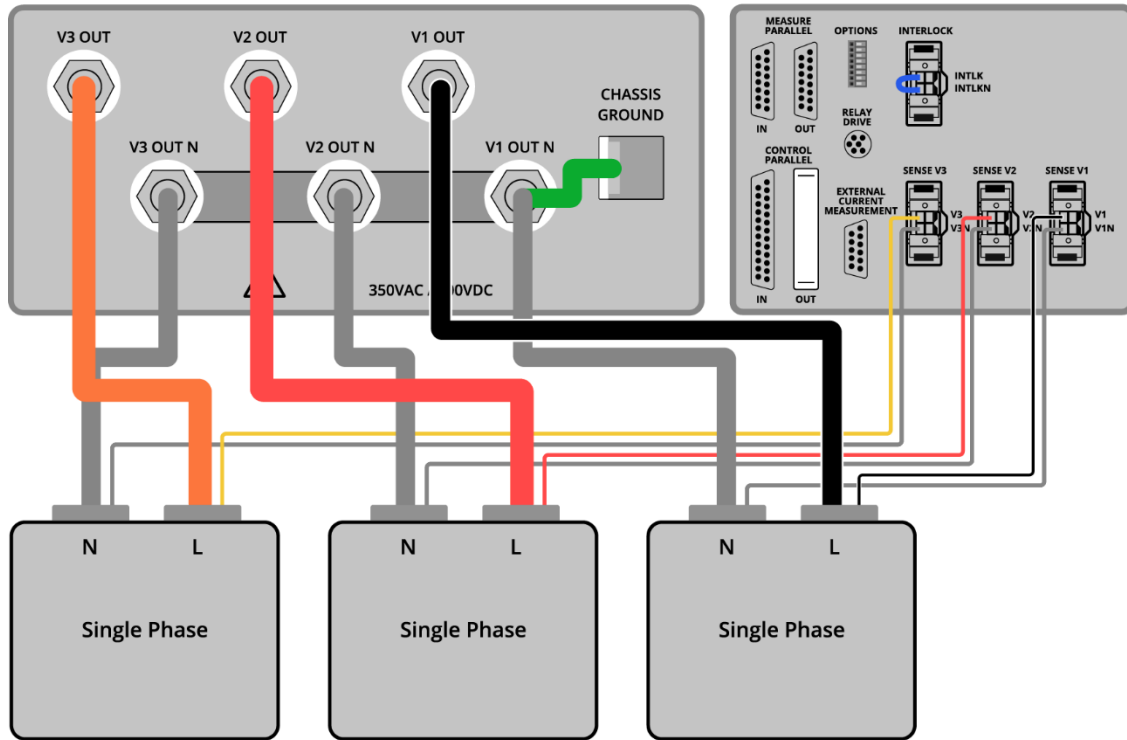 V3 OUT
V2 OUT
V1 OUT
CHASSIS
GROUND
V3 OUT N
V2 OUT N
V1 OUT N
350VAC
MEASURE
PARALLEL
IN
OUT
OPTIONS
INTERLOCK
INTLK
INTLKN
RELAY
DRIVE
CONTROL
PARALLEL
IN
OUT
EXTERNAL
CURRENT
MEASUREMENT
SENSE V3
V3
V3N
SENSE V2
V2
SENSE V1
V1
V1N
N
L
Single Phase
N
L
Single Phase
N
L
Single Phase